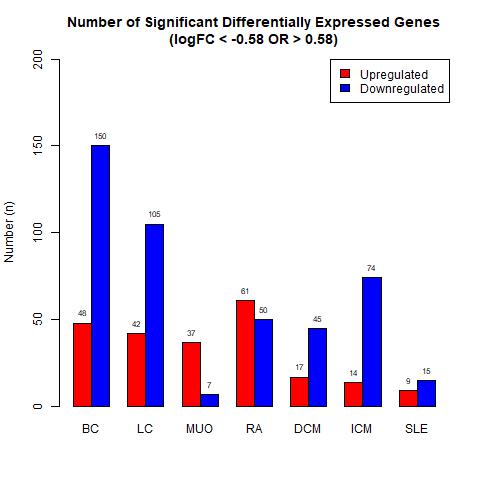 Number of Significant Differentially Expressed Genes
(logFC < -0.58 OR > 0.58)
Upregulated
Downregulated
Number (n)
200
150
100
50
0
48
150
42
105
37
7
61
50
17
45
14
74
9
15
BC
LC
MUO
RA
DCM
ICM
SLE